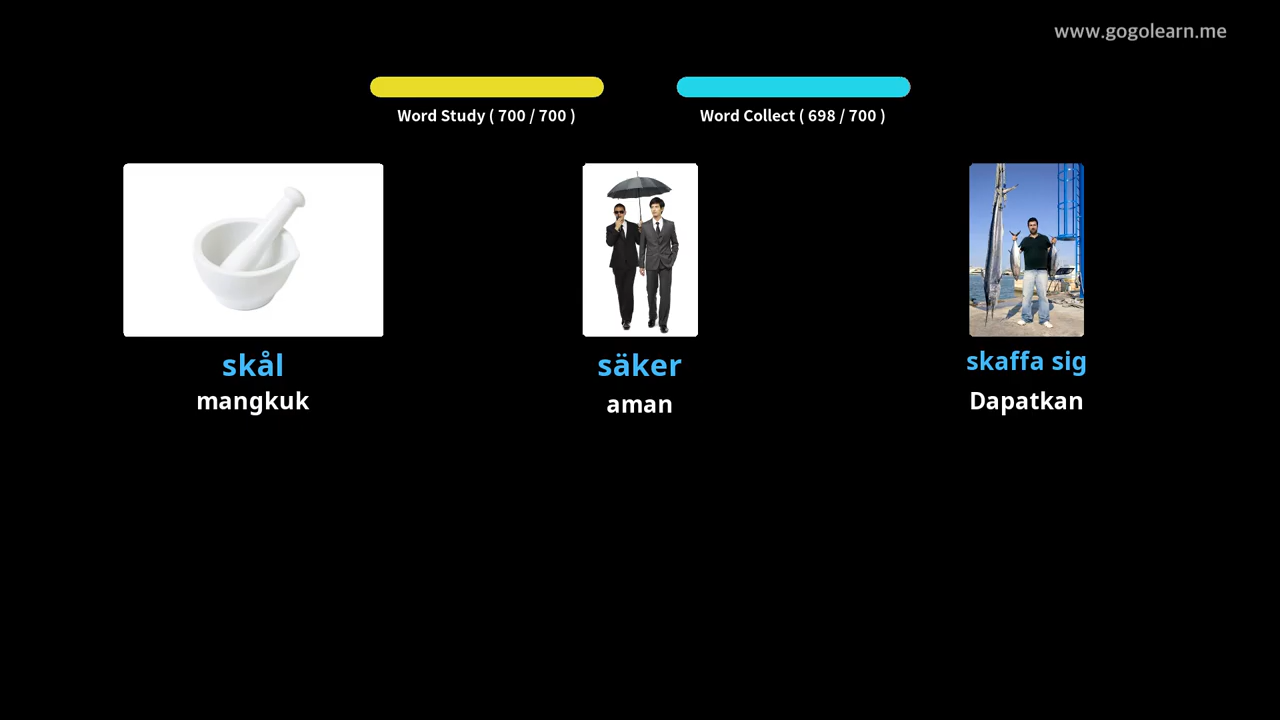 www.gogolearn.me
Word Study ( 700 / 700 )
Word Collect ( 698 / 700 )
skål
mangkuk
säker
aman
skaffa sig
Dapatkan